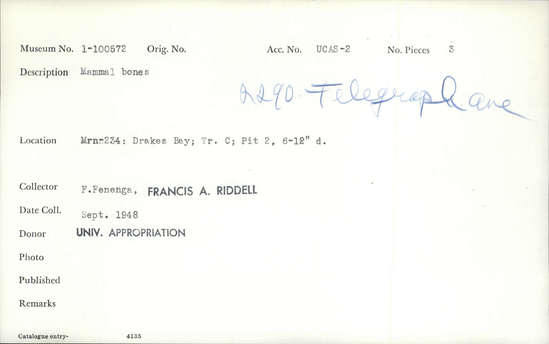 Museum No. 1-100572 Orig. No. Acc. No. UCAS-2 No. Pieces 3
Description Mammal bones
2290 Telegraph Ave
Location Mrn-234: Drakes Bay; Tr. C; Pit 2, 6-12" d.
Collector F.Fenenga, FRANCIS A. RIDDELL
Date Coll. Sept. 1948
Donor UNIV. APPROPRIATION
Photo
Published
Remarks
Catalogue entry- 4135